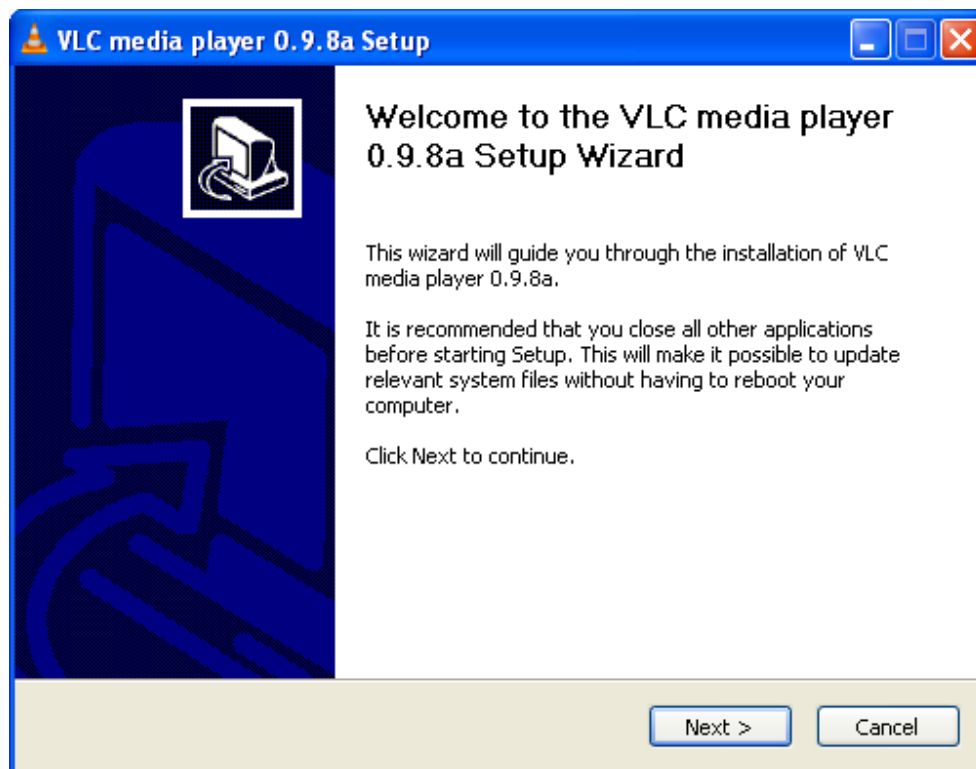 VLC media player 0.9.8a Setup
Welcome to the VLC media player
0.9.8a Setup Wizard
This wizard will guide you through the installation of VLC
media player 0.9.8a.
It is recommended that you close all other applications
before starting Setup. This will make it possible to update
relevant system files without having to reboot your
computer.
Click Next to continue.
Next >
Cancel